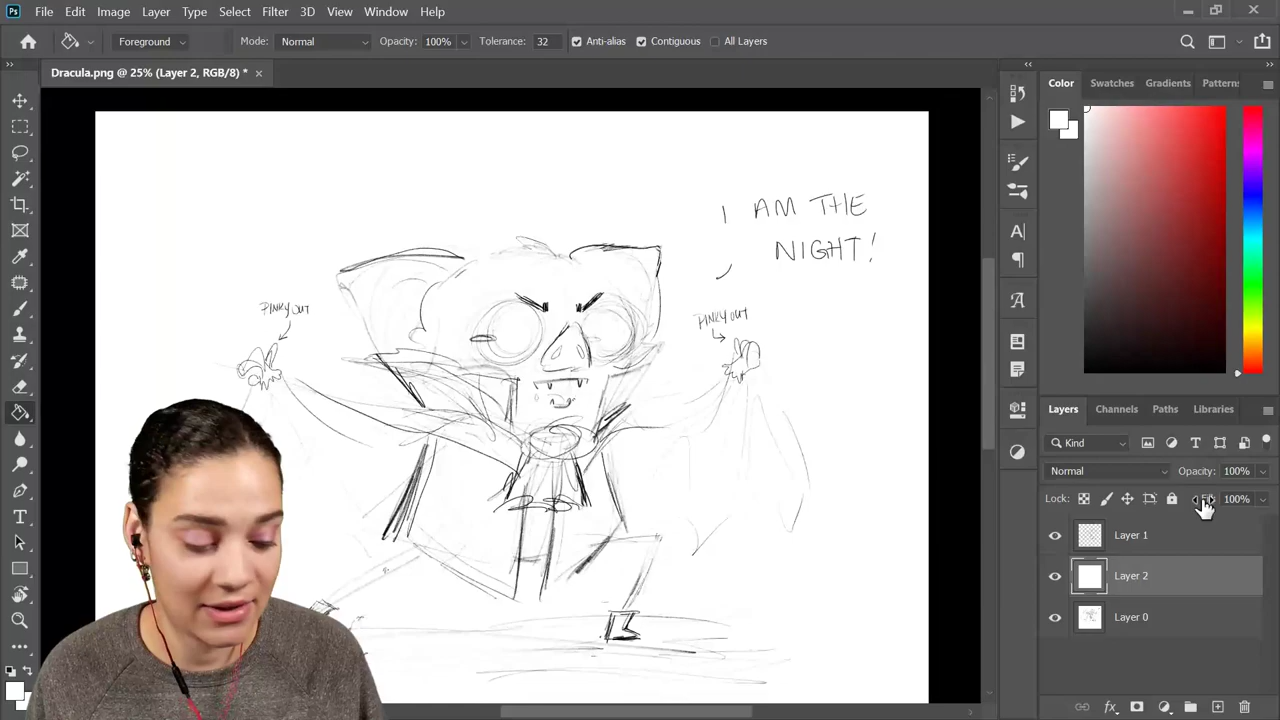 Ps File Edit Image Layer Type Select Filter 3D View Window Help
Foreground Mode: Normal Opacity: 100% Tolerance: 32 Anti-alias Contiguous All Layers
Dracula.png @ 25% (Layer 2, RGB/8) *
I AM THE
NIGHT!
PINKY OUT
PINKY OUT
Color Swatches Gradients Patterns
Layers Channels Paths Libraries
Kind
Normal Opacity: 100%
Lock: 100%
Layer 1
Layer 2
Layer 0
fx